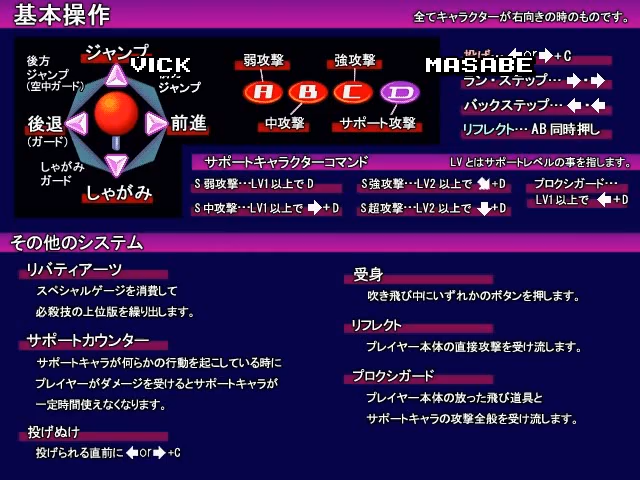 基本操作
全てキャラクターが右向きの時のものです。
後方
ジャンプ
(空中ガード)
ジャンプ
VICK
ジャンプ
後退
(ガード)
前進
しゃがみ
ガード
しゃがみ
弱攻撃
強攻撃
A B C D
中攻撃
サポート攻撃
MASABE
投げ… ←or→+C
ラン・ステップ…→・→
バックステップ…←・←
リフレクト… AB 同時押し
サポートキャラクターコマンド
LV とはサポートレベルの事を指します。
S 弱攻撃…LV1以上で D
S 強攻撃…LV2 以上で ↘+D
プロクシガード…
LV1 以上で ←+D
S 中攻撃…LV1以上で →+D
S 超攻撃…LV2 以上で ↓+D
その他のシステム
リバティアーツ
スペシャルゲージを消費して
必殺技の上位版を繰り出します。
サポートカウンター
サポートキャラが何らかの行動を起こしている時に
プレイヤーがダメージを受けるとサポートキャラが
一定時間使えなくなります。
投げぬけ
投げられる直前に ←or→ +C
受身
吹き飛び中にいずれかのボタンを押します。
リフレクト
プレイヤー本体の直接攻撃を受け流します。
プロクシガード
プレイヤー本体の放った飛び道具と
サポートキャラの攻撃全般を受け流します。